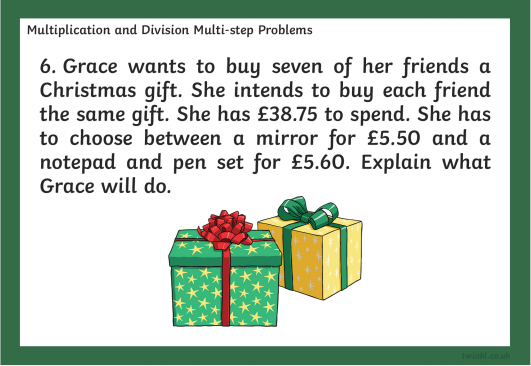 Multiplication and Division Multi-step Problems
6. Grace wants to buy seven of her friends a
Christmas gift. She intends to buy each friend
the same gift. She has £38.75 to spend. She has
to choose between a mirror for £5.50 and a
notepad and pen set for £5.60. Explain what
Grace will do.
twinkl.co.uk